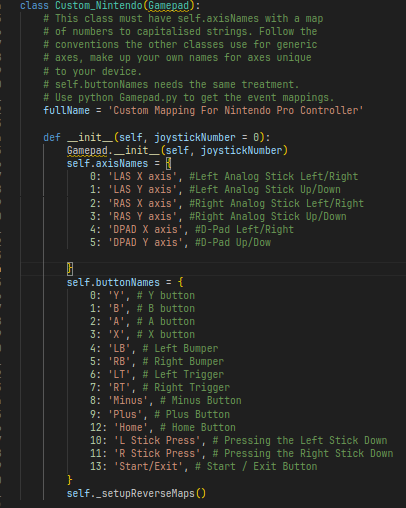 class Custom_Nintendo(Gamepad):
# This class must have self.axisNames with a map
# of numbers to capitalised strings. Follow the
# conventions the other classes use for generic
# axes, make up your own names for axes unique
# to your device.
# self.buttonNames needs the same treatment.
# Use python Gamepad.py to get the event mappings.
fullName = 'Custom Mapping For Nintendo Pro Controller'
def __init__(self, joystickNumber = 0):
Gamepad.__init__(self, joystickNumber)
self.axisNames = {
0: 'LAS X axis', #Left Analog Stick Left/Right
1: 'LAS Y axis', #Left Analog Stick Up/Down
2: 'RAS X axis', #Right Analog Stick Left/Right
3: 'RAS Y axis', #Right Analog Stick Up/Down
4: 'DPAD X axis', #D-Pad Left/Right
5: 'DPAD Y axis', #D-Pad Up/Dow
}
self.buttonNames = {
0: 'Y', # Y button
1: 'B', # B button
2: 'A', # A button
3: 'X', # X button
4: 'LB', # Left Bumper
5: 'RB', # Right Bumper
6: 'LT', # Left Trigger
7: 'RT', # Right Trigger
8: 'Minus', # Minus Button
9: 'Plus', # Plus Button
12: 'Home', # Home Button
10: 'L Stick Press', # Pressing the Left Stick Down
11: 'R Stick Press', # Pressing the Right Stick Down
13: 'Start/Exit', # Start / Exit Button
}
self._setupReverseMaps()